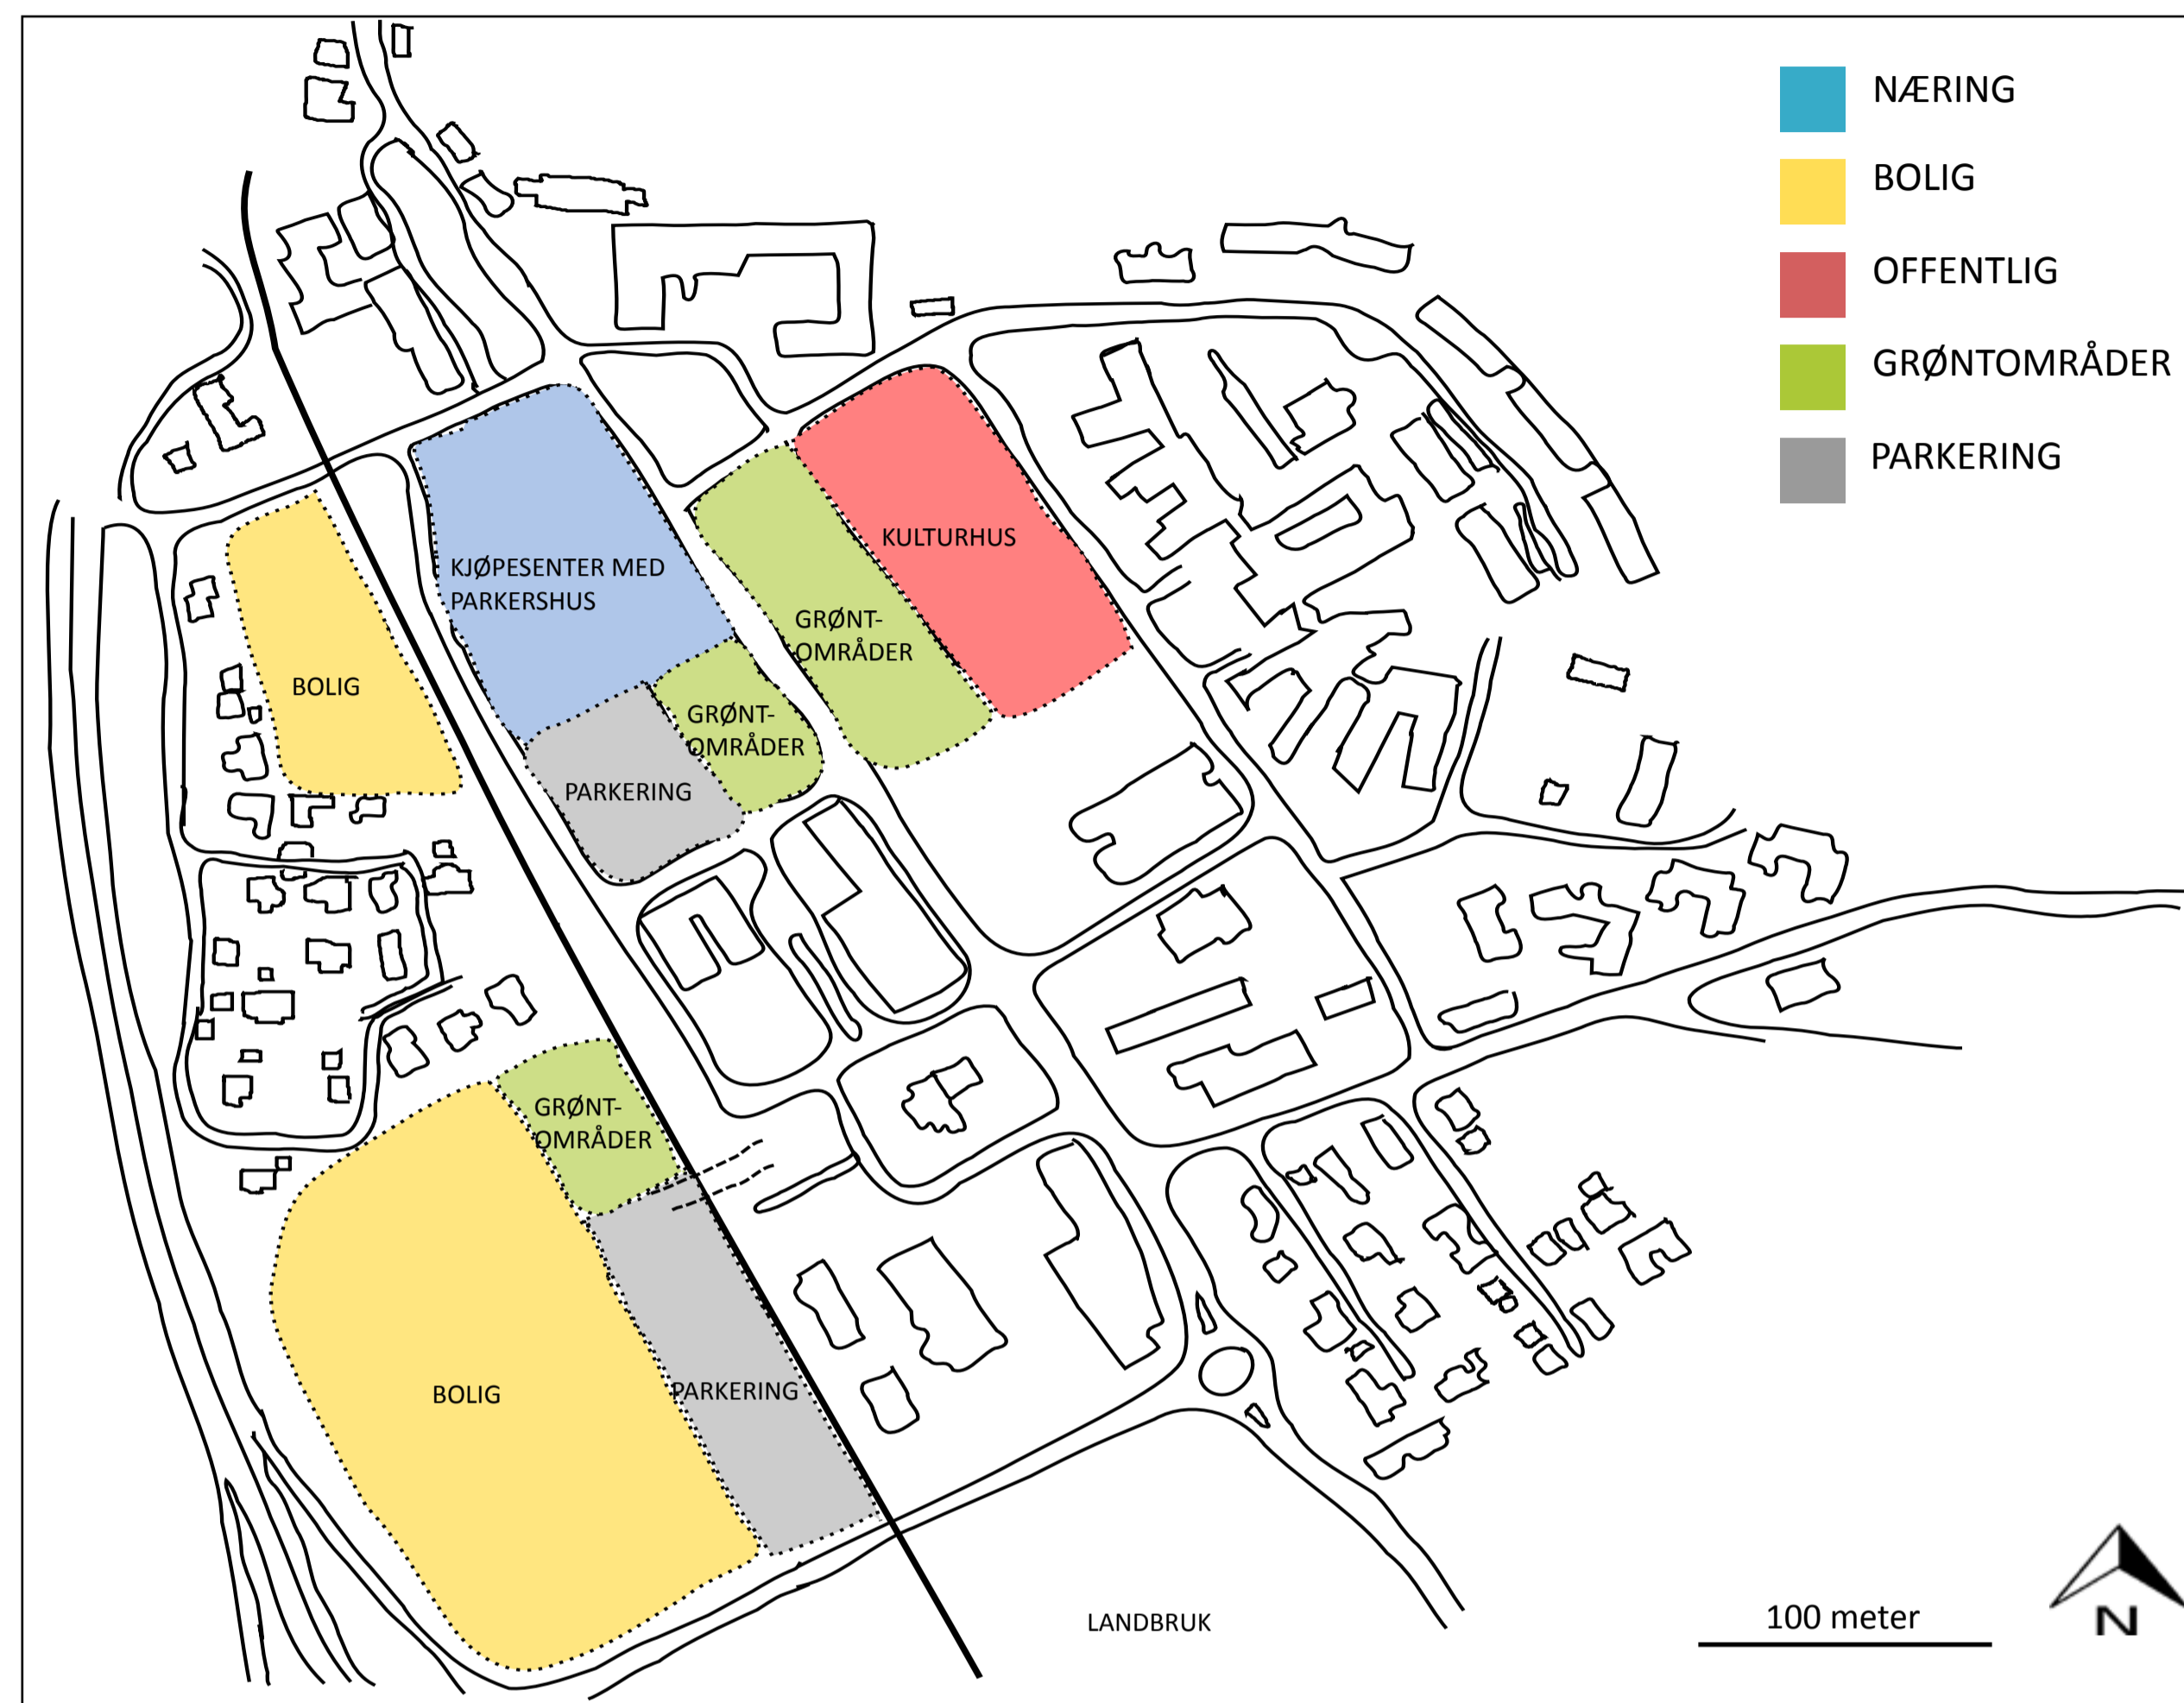 NÆRING
BOLIG
OFFENTLIG
GRØNTOMRÅDER
PARKERING
KULTURHUS
KJØPESENTER MED
PARKERSHUS
GRØNT-
OMRÅDER
BOLIG
GRØNT-
OMRÅDER
PARKERING
GRØNT-
OMRÅDER
BOLIG
PARKERING
LANDBRUK
100 meter
N